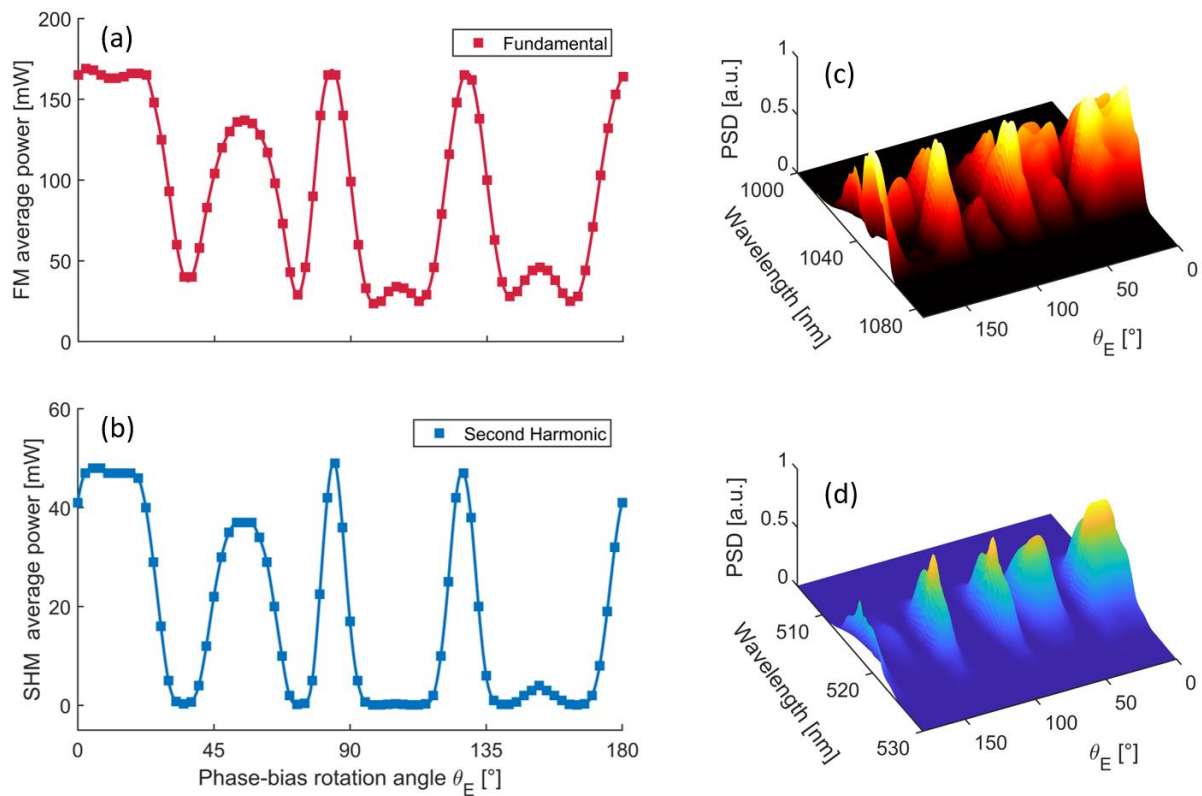 (a)
Fundamental
200
150
100
50
0
FM average power [mW]
(b)
Second Harmonic
60
40
20
0
SHM average power [mW]
0 45 90 135 180
Phase-bias rotation angle θ_E [°]
(c)
1
0.5
0
PSD [a.u.]
1000
1040
1080
Wavelength [nm]
150 100 50 0
θ_E [°]
(d)
1
0.5
0
PSD [a.u.]
510
520
530
Wavelength [nm]
150 100 50 0
θ_E [°]